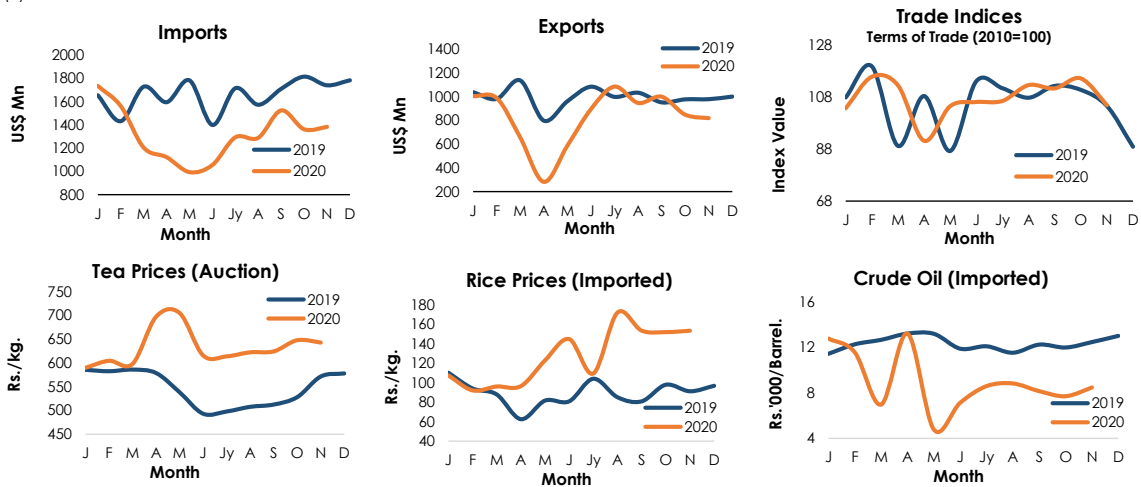 Imports
US$ Mn
2000
1800
1600
1400
1200
1000
800
2019
2020
J F M A M J Jy A S O N D
Month
Exports
US$ Mn
1400
1200
1000
800
600
400
200
2019
2020
J F M A M J Jy A S O N D
Month
Trade Indices
Terms of Trade (2010=100)
Index Value
128
108
88
68
2019
2020
J F M A M J Jy A S O N D
Month
Tea Prices (Auction)
Rs./kg.
750
700
650
600
550
500
450
2019
2020
J F M A M J Jy A S O N D
Month
Rice Prices (Imported)
Rs./kg.
180
160
140
120
100
80
60
40
2019
2020
J F M A M J Jy A S O N D
Month
Crude Oil (Imported)
Rs.'000/Barrel.
16
12
8
4
2019
2020
J F M A M J Jy A S O N D
Month